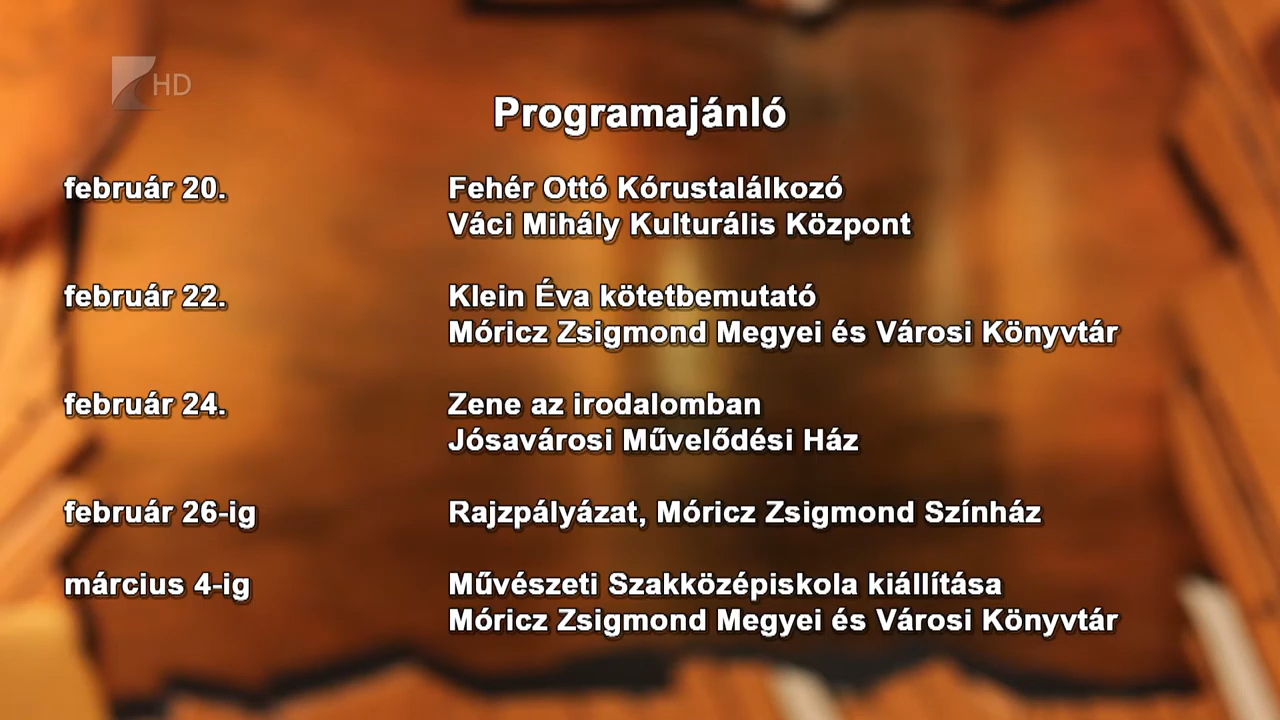 HD
Programajánló
február 20. Fehér Ottó Kórustalálkozó
Váci Mihály Kulturális Központ
február 22. Klein Éva kötetbemutató
Móricz Zsigmond Megyei és Városi Könyvtár
február 24. Zene az irodalomban
Jósavárosi Művelődési Ház
február 26-ig Rajzpályázat, Móricz Zsigmond Színház
március 4-ig Művészeti Szakközépiskola kiállítása
Móricz Zsigmond Megyei és Városi Könyvtár